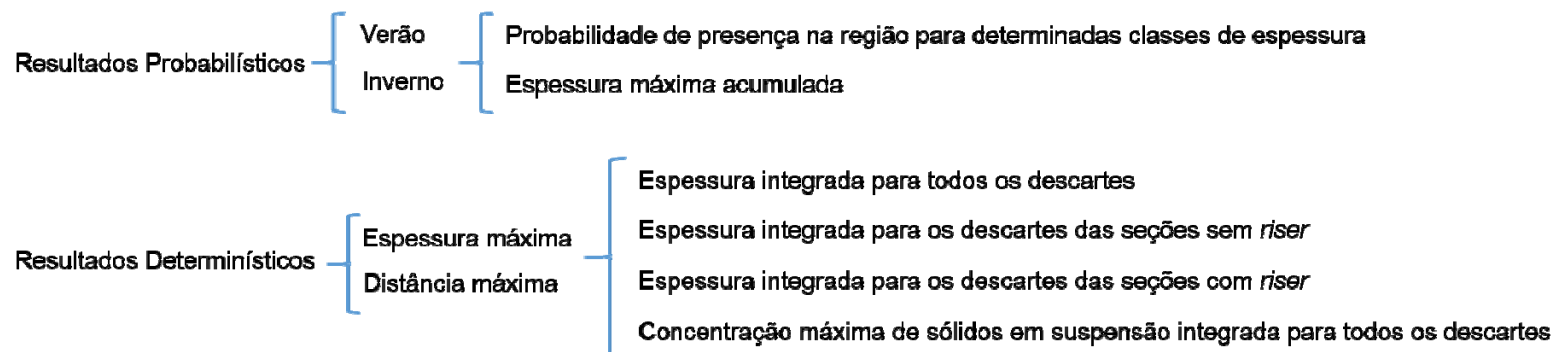 Resultados Probabilísticos
Verão
Inverno
Probabilidade de presença na região para determinadas classes de espessura
Espessura máxima acumulada
Resultados Determinísticos
Espessura máxima
Distância máxima
Espessura integrada para todos os descartes
Espessura integrada para os descartes das seções sem riser
Espessura integrada para os descartes das seções com riser
Concentração máxima de sólidos em suspensão integrada para todos os descartes